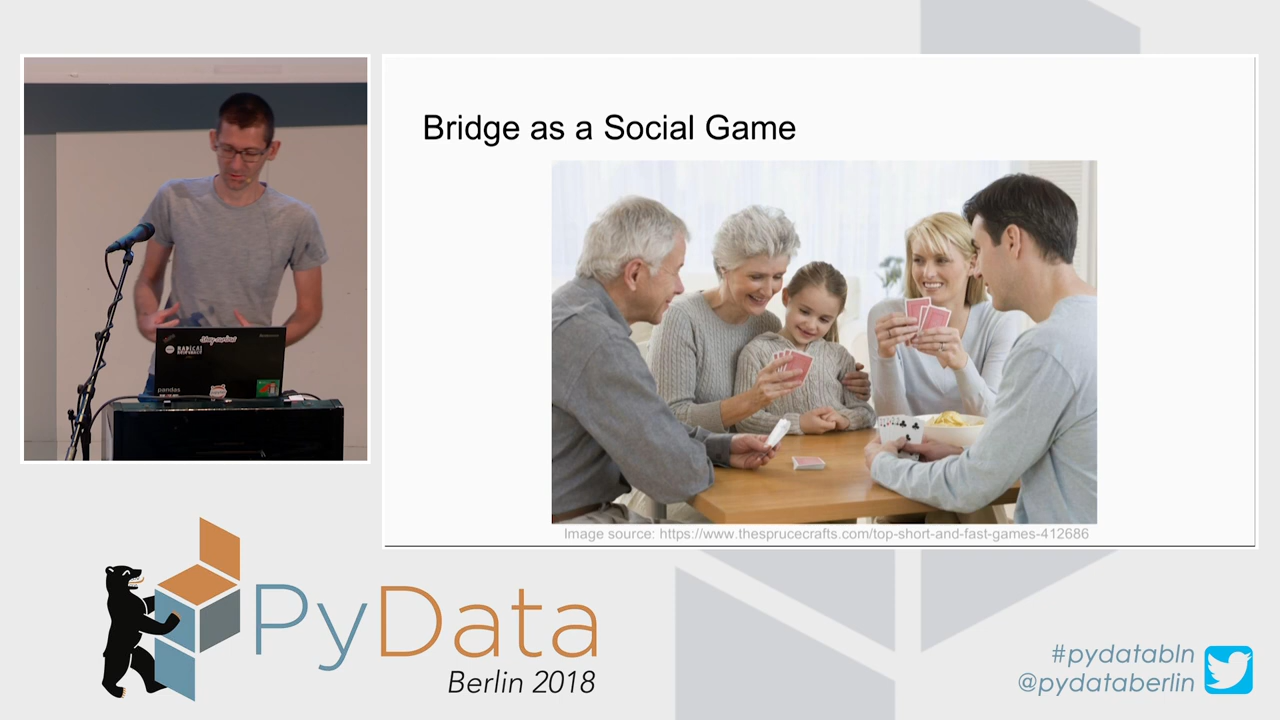 Bridge as a Social Game
Image source: https://www.thesprucecrafts.com/top-short-and-fast-games-412686
pandas
PyData
Berlin 2018
#pydatabln
@pydataberlin